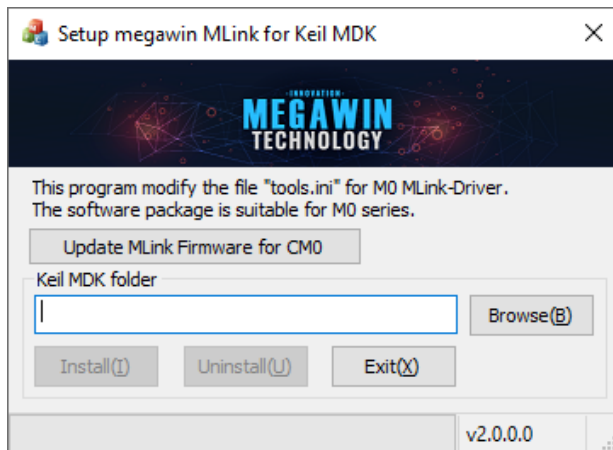 Setup megawin MLink for Keil MDK
-INNOVATION-
MEGAWIN
TECHNOLOGY
This program modify the file "tools.ini" for M0 MLink-Driver.
The software package is suitable for M0 series.
Update MLink Firmware for CM0
Keil MDK folder
Browse(B)
Install(I) Uninstall(U) Exit(X)
v2.0.0.0